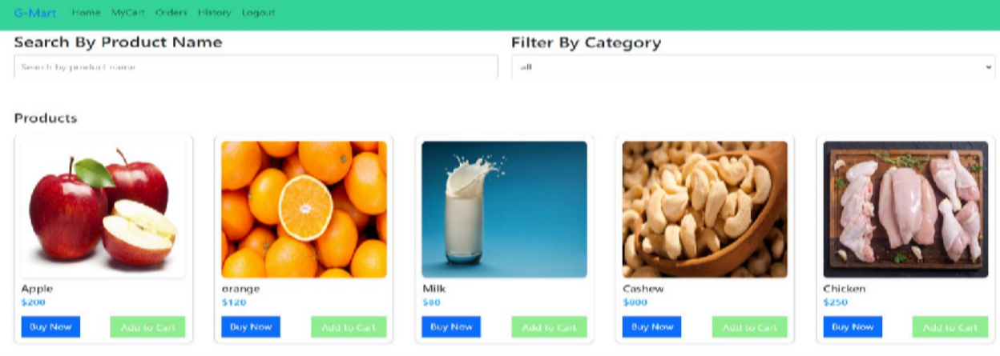 G-Mart Home MyCart Orders History Logout
Search By Product Name
Filter By Category
Search by product name
all
Products
Apple
$200
Buy Now Add to Cart
orange
$120
Buy Now Add to Cart
Milk
Buy Now Add to Cart
Cashew
Buy Now Add to Cart
Chicken
$250
Buy Now Add to Cart